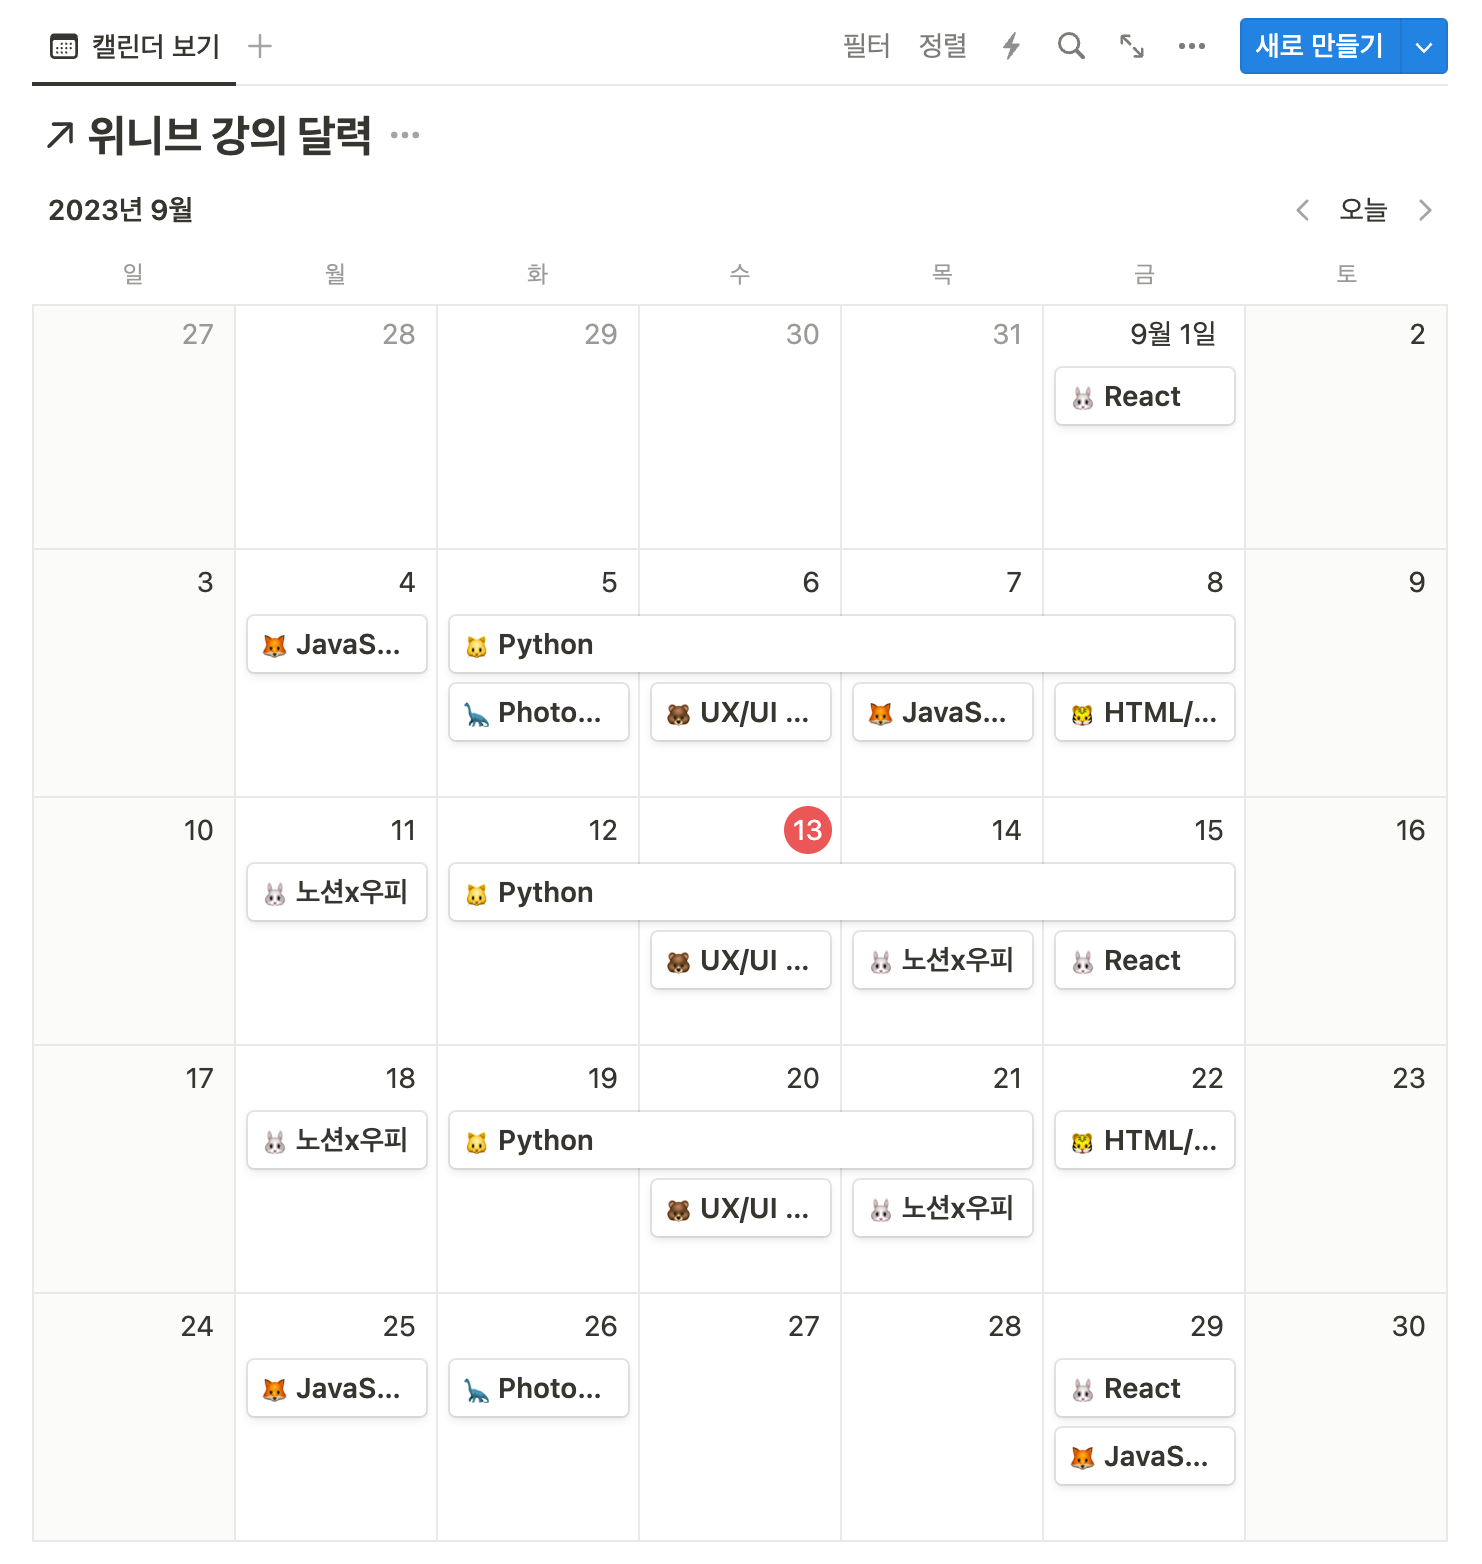 캘린더 보기
필터 정렬 새로 만들기
위니브 강의 달력
2023년 9월
오늘
일 월 화 수 목 금 토
27 28 29 30 31 9월 1일 2
React
3 4 5 6 7 8 9
JavaS... Python
Photo... UX/UI ... JavaS... HTML/...
10 11 12 13 14 15 16
노션x우피 Python
UX/UI ... 노션x우피 React
17 18 19 20 21 22 23
노션x우피 Python HTML/...
UX/UI ... 노션x우피
24 25 26 27 28 29 30
JavaS... Photo... React
JavaS...